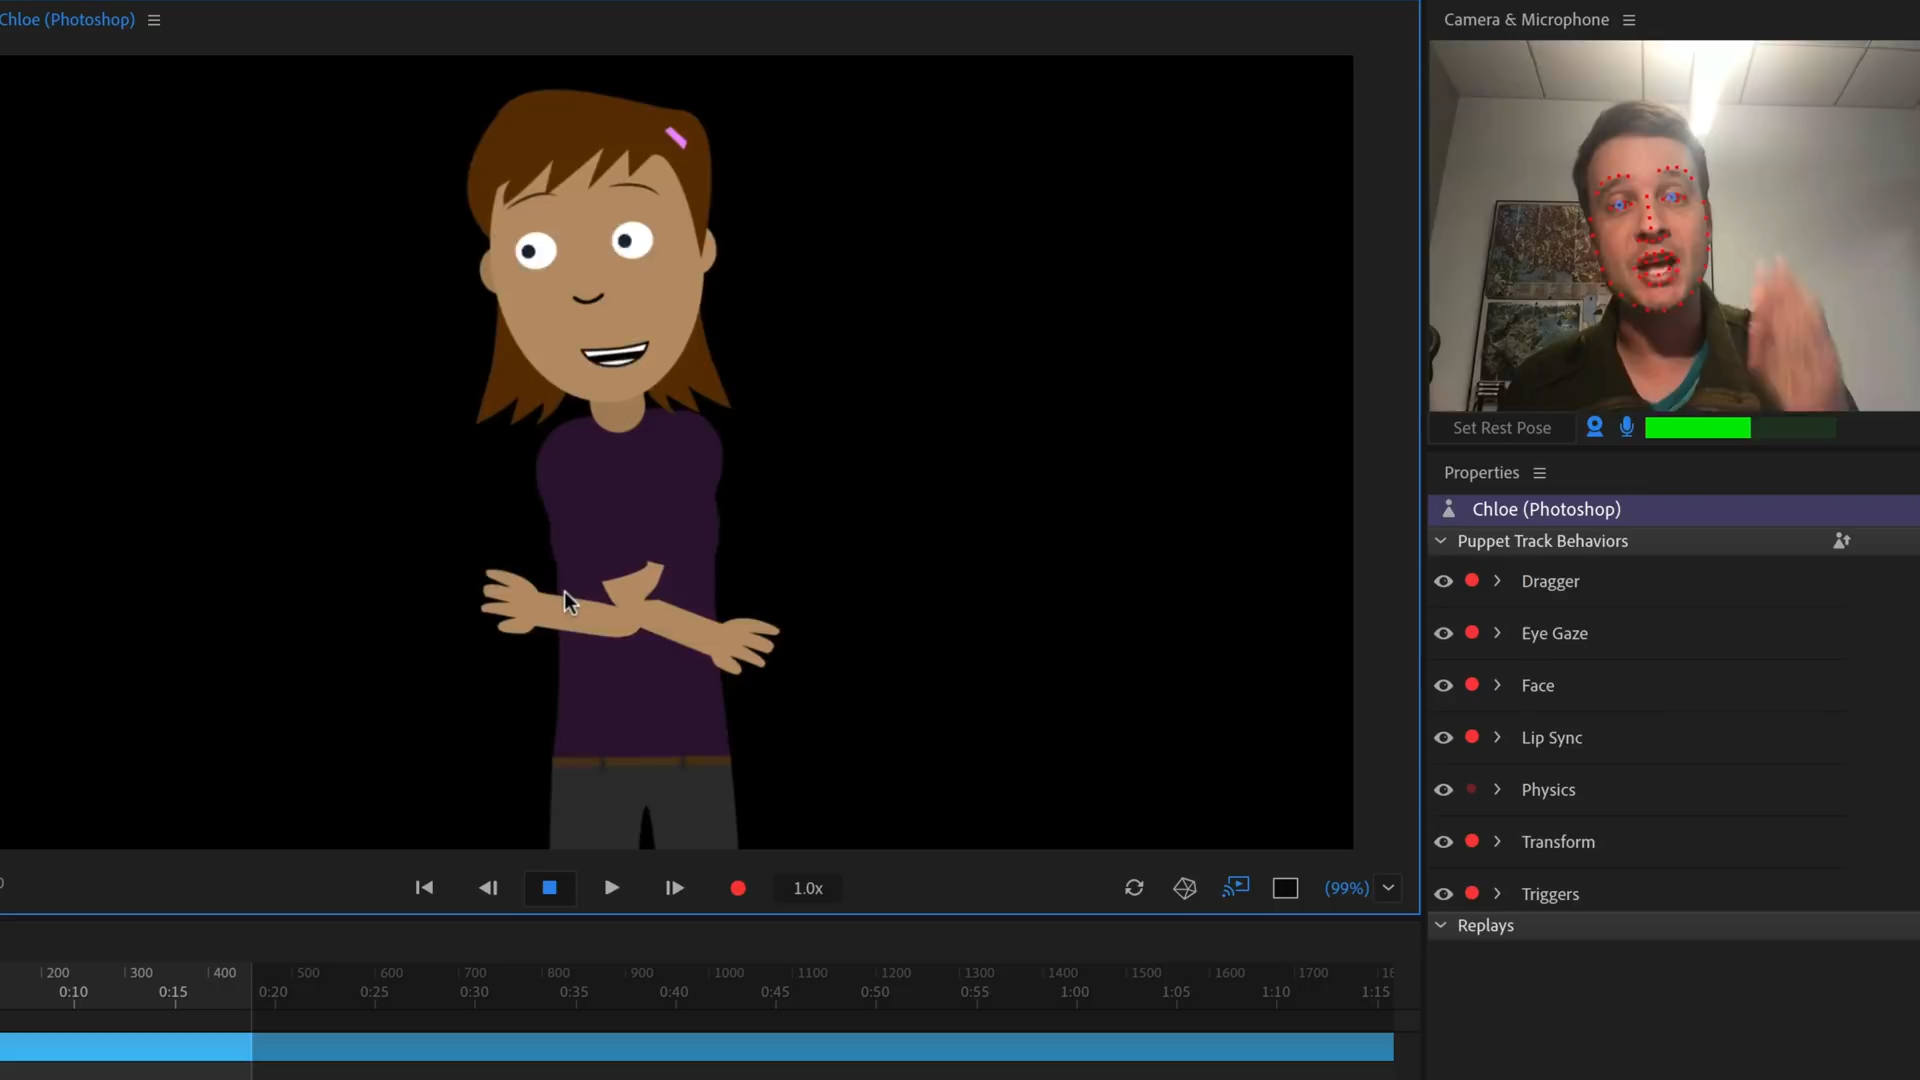 Chloe (Photoshop)
Camera & Microphone
Set Rest Pose
Properties
Chloe (Photoshop)
Puppet Track Behaviors
Dragger
Eye Gaze
Face
Lip Sync
Physics
Transform
Triggers
Replays
1.0x
(99%)
200 300 400 500 600 700 800 900 1000 1100 1200 1300 1400 1500 1600 1700 18
0:10 0:15 0:20 0:25 0:30 0:35 0:40 0:45 0:50 0:55 1:00 1:05 1:10 1:15